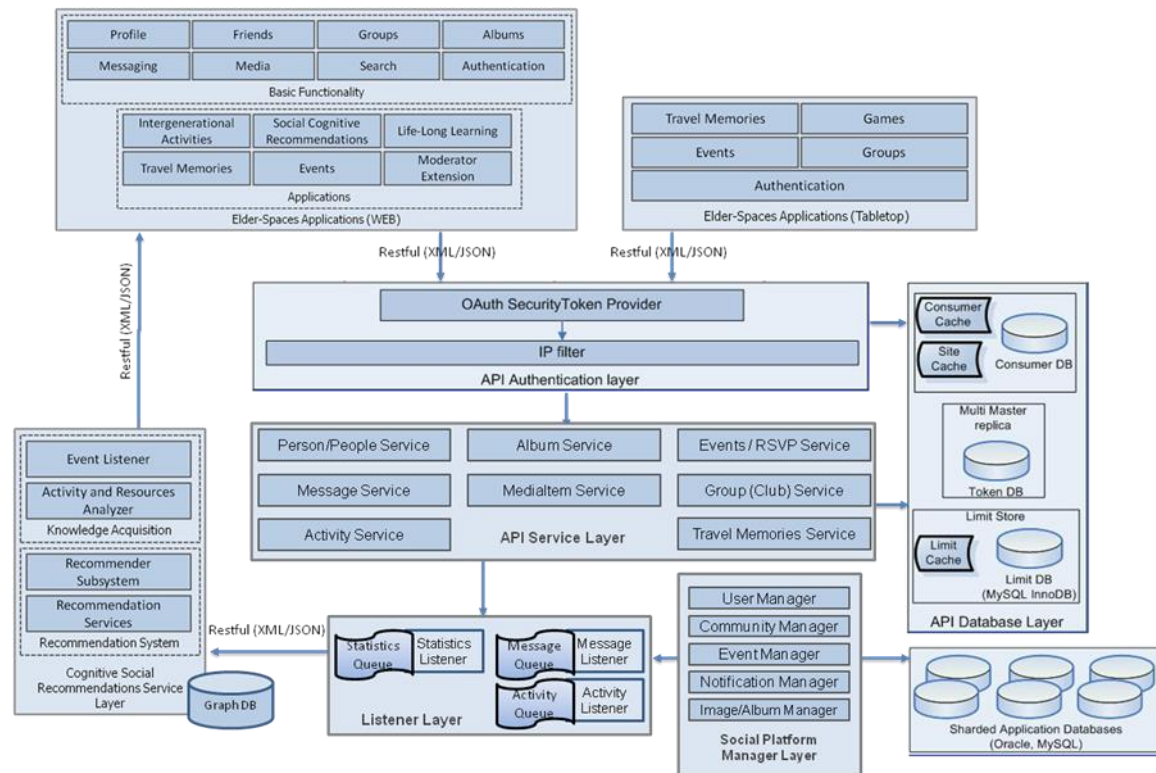 Profile
Friends
Groups
Albums
Messaging
Media
Search
Authentication
Basic Functionality
Intergenerational
Activities
Social Cognitive
Recommendations
Life-Long Learning
Travel Memories
Events
Moderator
Extension
Applications
Elder-Spaces Applications (WEB)
Travel Memories
Games
Events
Groups
Authentication
Elder-Spaces Applications (Tabletop)
Restful (XML/JSON)
Restful (XML/JSON)
Restful (XML/JSON)
OAuth SecurityToken Provider
IP filter
API Authentication layer
Consumer
Cache
Site
Cache
Consumer DB
Multi Master
replica
Token DB
Limit Store
Limit
Cache
Limit DB
(MySQL InnoDB)
API Database Layer
Person/People Service
Album Service
Events / RSVP Service
Message Service
MediaItem Service
Group (Club) Service
Activity Service
API Service Layer
Travel Memories Service
Event Listener
Activity and Resources
Analyzer
Knowledge Acquisition
Recommender
Subsystem
Recommendation
Services
Recommendation System
Cognitive Social
Recommendations Service
Layer
Graph DB
Restful (XML/JSON)
Statistics
Queue
Statistics
Listener
Message
Queue
Message
Listener
Activity
Queue
Activity
Listener
Listener Layer
User Manager
Community Manager
Event Manager
Notification Manager
Image/Album Manager
Social Platform
Manager Layer
Sharded Application Databases
(Oracle, MySQL)